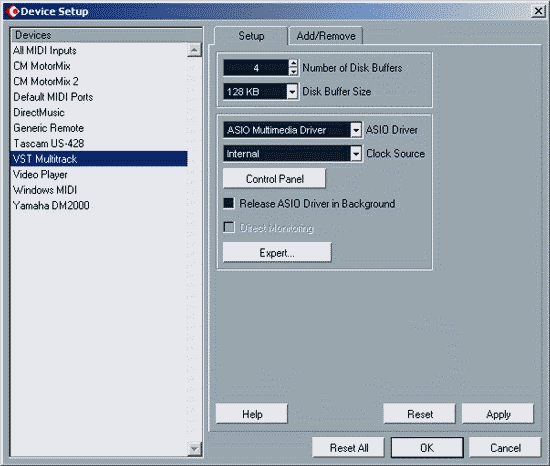 Device Setup
Devices
All MIDI Inputs
CM MotorMix
CM MotorMix 2
Default MIDI Ports
DirectMusic
Generic Remote
Tascam US-428
VST Multitrack
Video Player
Windows MIDI
Yamaha DM2000
Setup
Add/Remove
4 Number of Disk Buffers
128 KB Disk Buffer Size
ASIO Multimedia Driver ASIO Driver
Internal Clock Source
Control Panel
Release ASIO Driver in Background
Direct Monitoring
Expert...
Help
Reset
Apply
Reset All
OK
Cancel